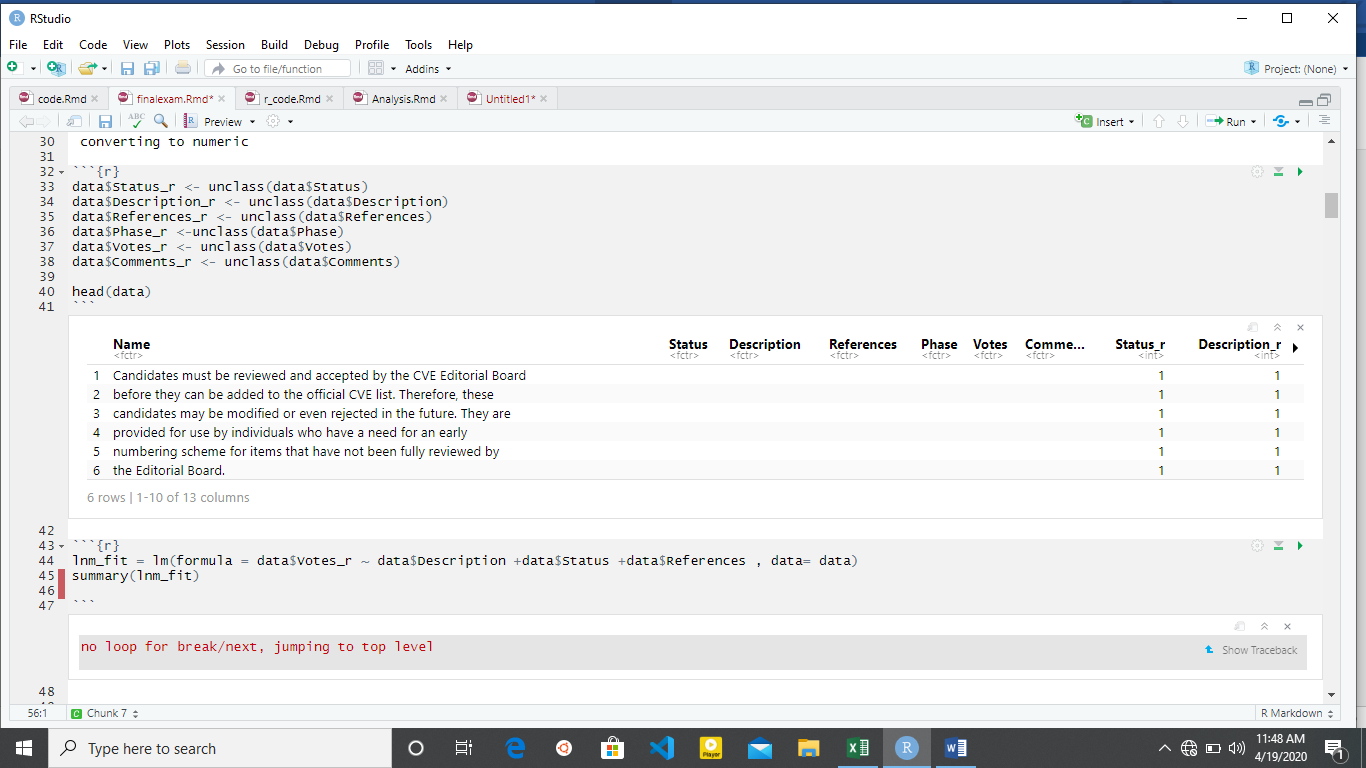 RStudio
File Edit Code View Plots Session Build Debug Profile Tools Help
Go to file/function Addins Project: (None)
code.Rmd finalexam.Rmd* r_code.Rmd Analysis.Rmd Untitled1*
ABC Preview Insert Run
30 converting to numeric
31
32 ```{r}
33 data$Status_r <- unclass(data$Status)
34 data$Description_r <- unclass(data$Description)
35 data$References_r <- unclass(data$References)
36 data$Phase_r <-unclass(data$Phase)
37 data$Votes_r <- unclass(data$Votes)
38 data$Comments_r <- unclass(data$Comments)
39
40 head(data)
41 ```
Name Status Description References Phase Votes Comme... Status_r Description_r
<fctr> <fctr> <fctr> <fctr> <fctr> <fctr> <fctr> <int> <int>
1 Candidates must be reviewed and accepted by the CVE Editorial Board 1 1
2 before they can be added to the official CVE list. Therefore, these 1 1
3 candidates may be modified or even rejected in the future. They are 1 1
4 provided for use by individuals who have a need for an early 1 1
5 numbering scheme for items that have not been fully reviewed by 1 1
6 the Editorial Board. 1 1
6 rows | 1-10 of 13 columns
42
43 ```{r}
44 lnm_fit = lm(formula = data$Votes_r ~ data$Description +data$Status +data$References , data= data)
45 summary(lnm_fit)
46
47 ```
no loop for break/next, jumping to top level
Show Traceback
48
56:1 Chunk 7 R Markdown
Type here to search
Player
11:48 AM
4/19/2020
1